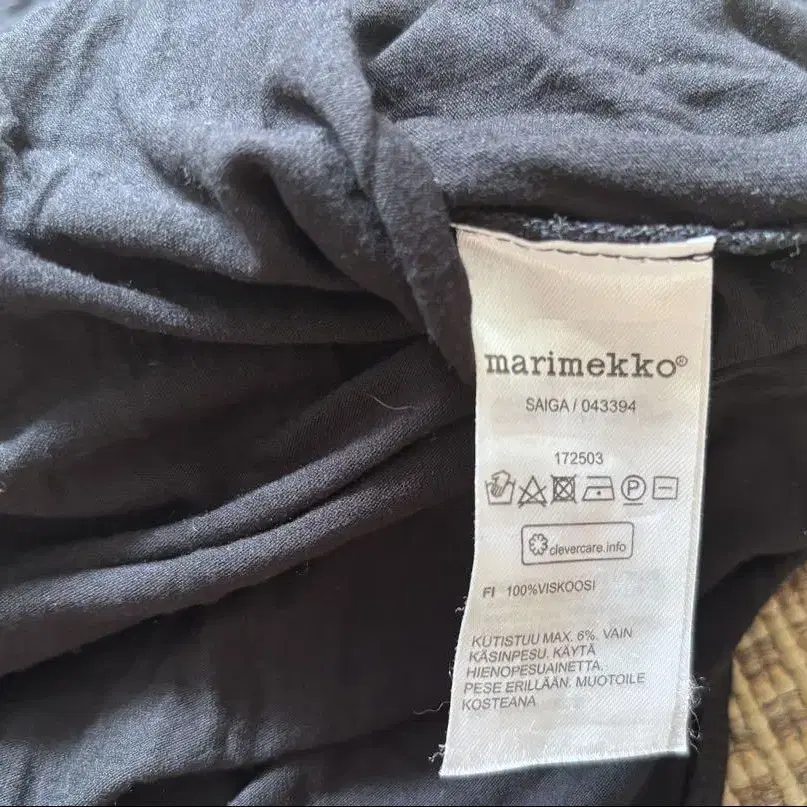 marimekko®
SAIGA / 043394
172503
P
clevercare.info
FI 100%VISKOOSI
KUTISTUU MAX. 6%. VAIN
KÄSINPESU. KÄYTÄ
HIENOPESUAINETTA.
PESE ERILLÄÄN. MUOTOILE
KOSTEANA